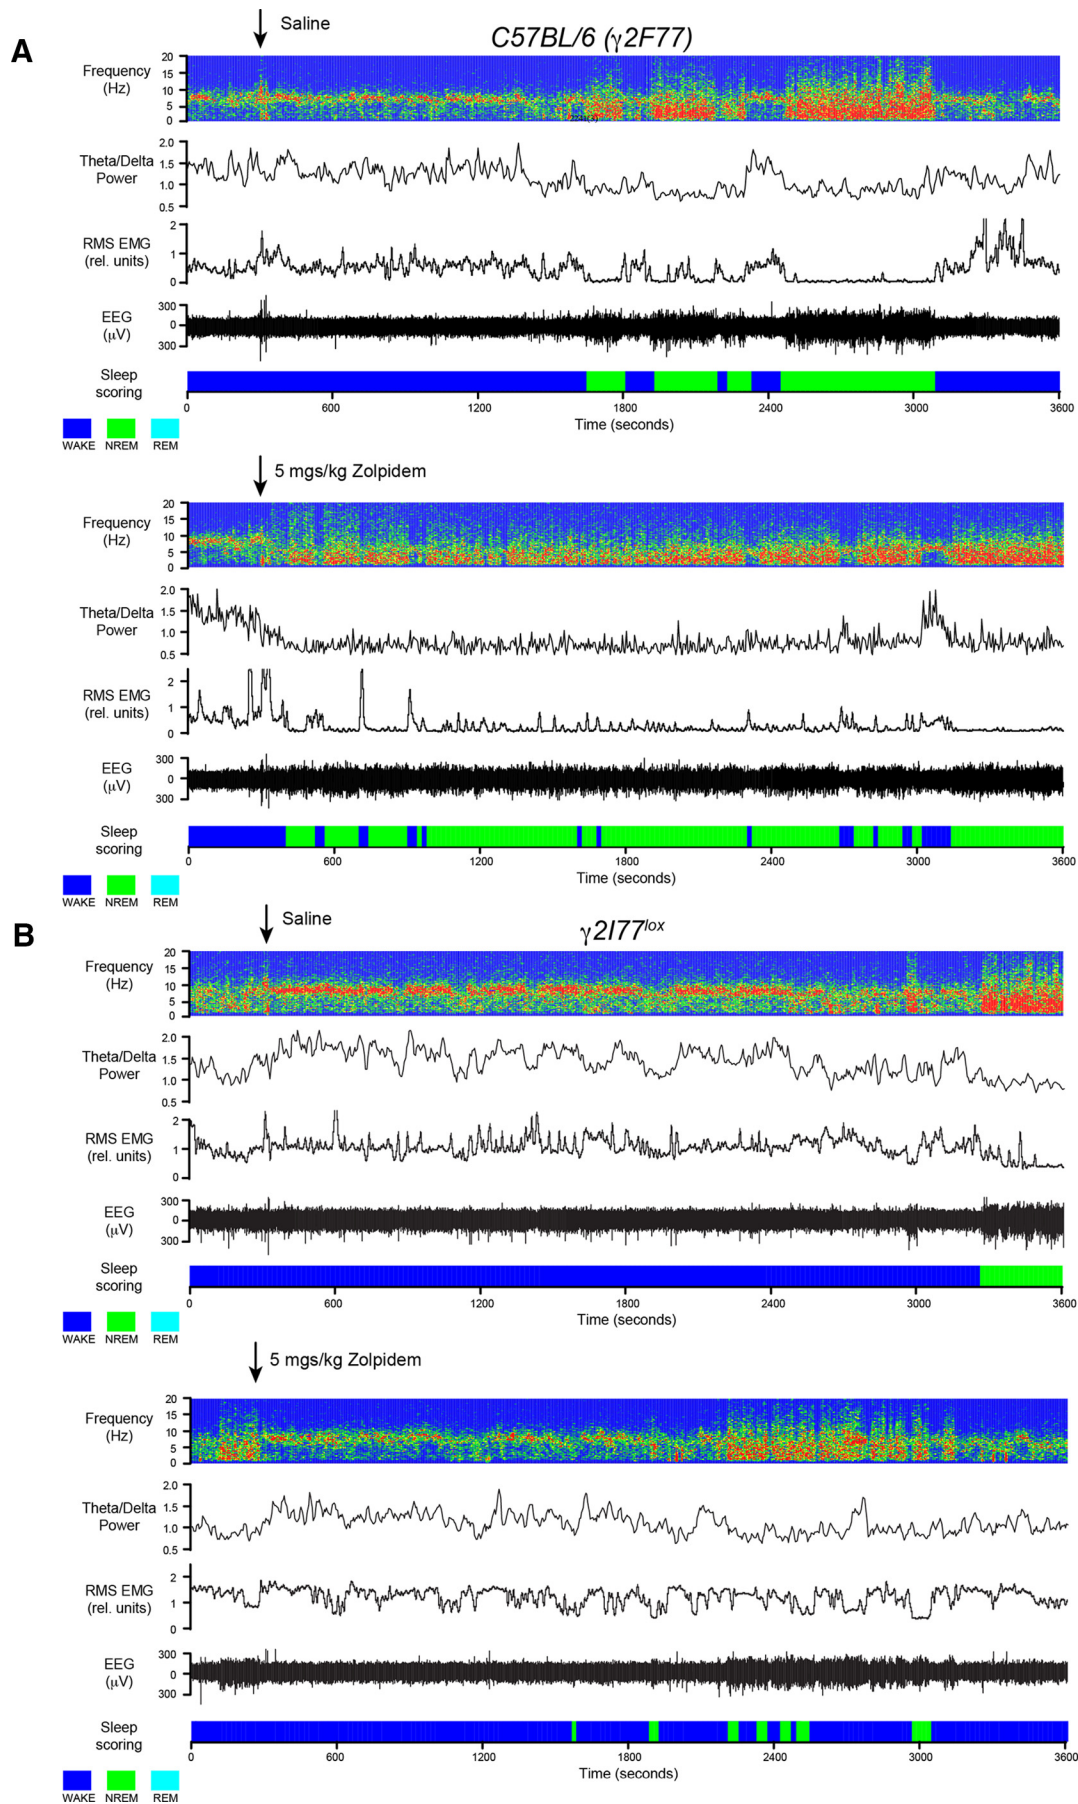 A
Saline
C57BL/6 (γ2F77)
Frequency
(Hz)
20
15
10
5
0
Theta/Delta
Power
2.0
1.5
1.0
0.5
RMS EMG
(rel. units)
2
1
0
EEG
(μV)
300
0
300
Sleep
scoring
0 600 1200 1800 2400 3000 3600
Time (seconds)
WAKE NREM REM
5 mgs/kg Zolpidem
Frequency
(Hz)
20
15
10
5
0
Theta/Delta
Power
2.0
1.5
1.0
0.5
RMS EMG
(rel. units)
2
1
0
EEG
(μV)
300
0
300
Sleep
scoring
0 600 1200 1800 2400 3000 3600
Time (seconds)
WAKE NREM REM
B
Saline
γ2I77lox
Frequency
(Hz)
20
15
10
5
0
Theta/Delta
Power
2.0
1.5
1.0
0.5
RMS EMG
(rel. units)
2
1
0
EEG
(μV)
300
0
300
Sleep
scoring
0 600 1200 1800 2400 3000 3600
Time (seconds)
WAKE NREM REM
5 mgs/kg Zolpidem
Frequency
(Hz)
20
15
10
5
0
Theta/Delta
Power
2.0
1.5
1.0
0.5
RMS EMG
(rel. units)
2
1
0
EEG
(μV)
300
0
300
Sleep
scoring
0 600 1200 1800 2400 3000 3600
Time (seconds)
WAKE NREM REM